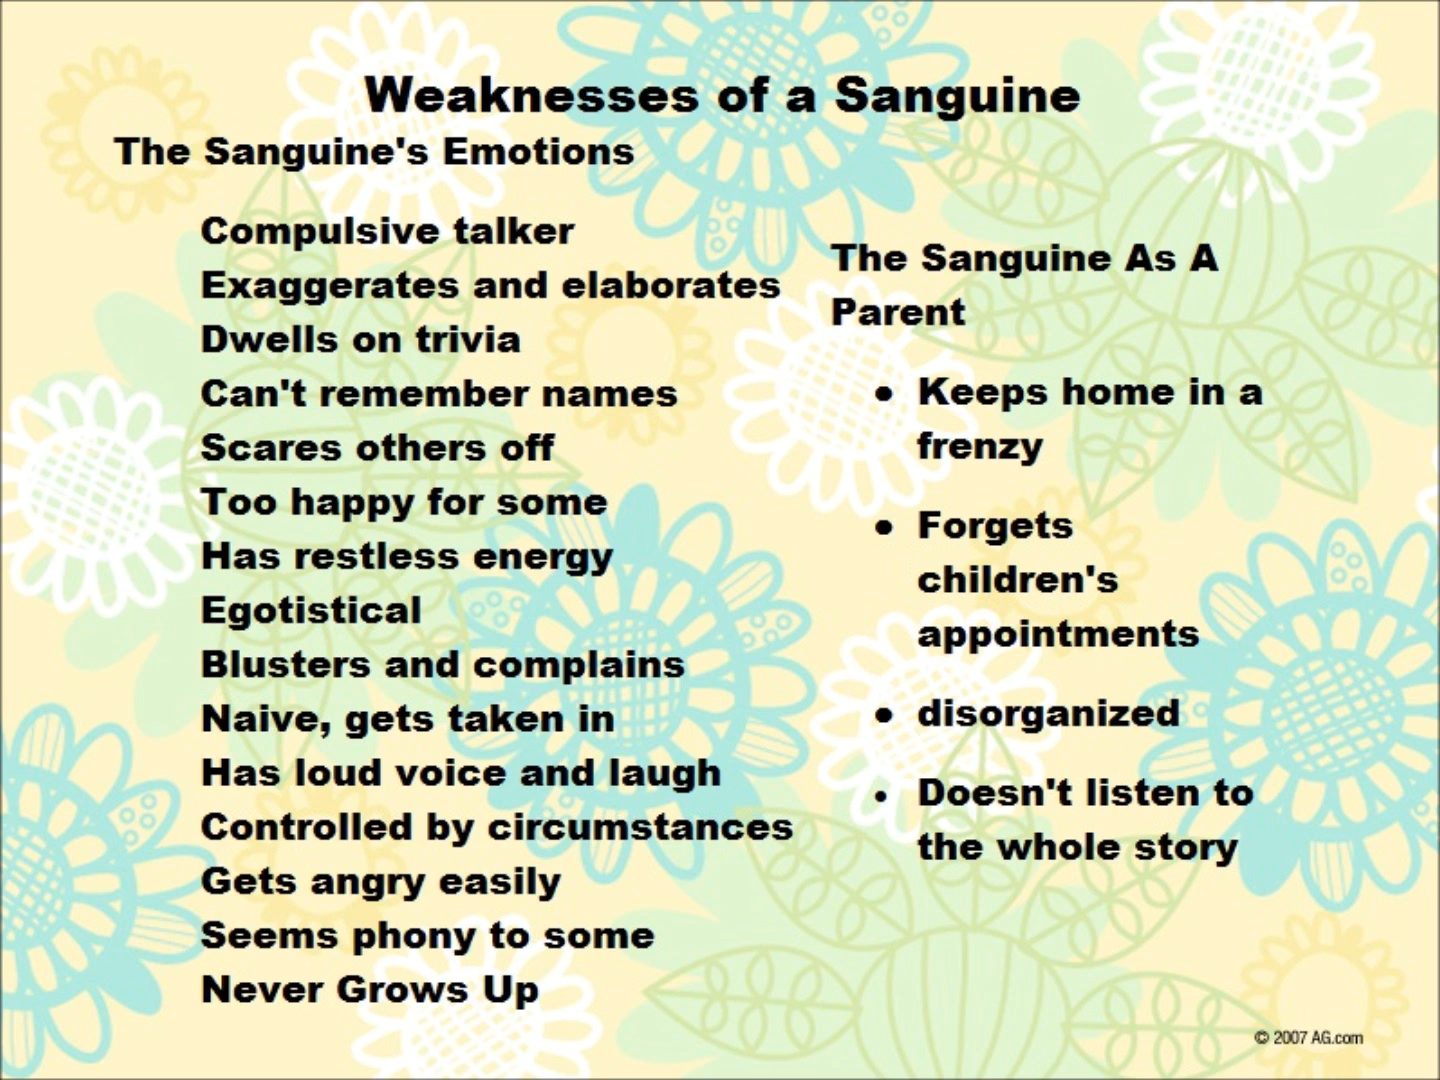 Weaknesses of a Sanguine
The Sanguine's Emotions
Compulsive talker
Exaggerates and elaborates
Dwells on trivia
Can't remember names
Scares others off
Too happy for some
Has restless energy
Egotistical
Blusters and complains
Naive, gets taken in
Has loud voice and laugh
Controlled by circumstances
Gets angry easily
Seems phony to some
Never Grows Up
The Sanguine As A
Parent
• Keeps home in a
frenzy
• Forgets
children's
appointments
• disorganized
• Doesn't listen to
the whole story
© 2007 AG.com